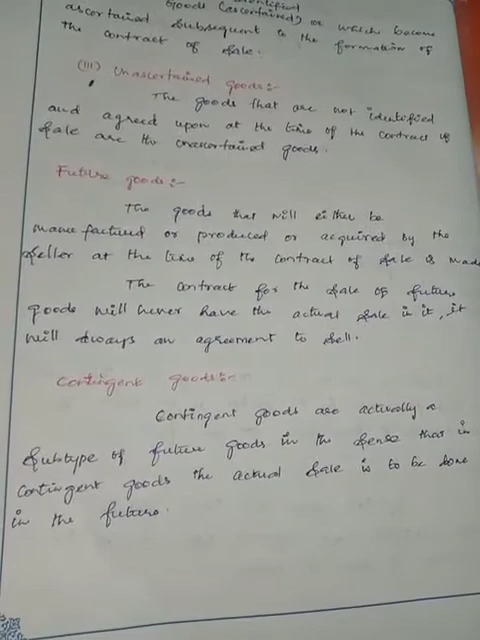 goods (ascertained) or which become
ascertained subsequent to the formation of
the contract of sale.
(III) Unascertained goods:-
The goods that are not identified
and agreed upon at the time of the contract of
sale are the unascertained goods.
Future goods:-
The goods that will either be
manufactured or produced or acquired by the
seller at the time of the contract of sale is made
The contract for the sale of future
goods will never have the actual sale in it, it
will always an agreement to sell.
Contingent goods:-
Contingent goods are actually a
subtype of future goods in the sense that in
contingent goods the actual sale is to be done
in the future.